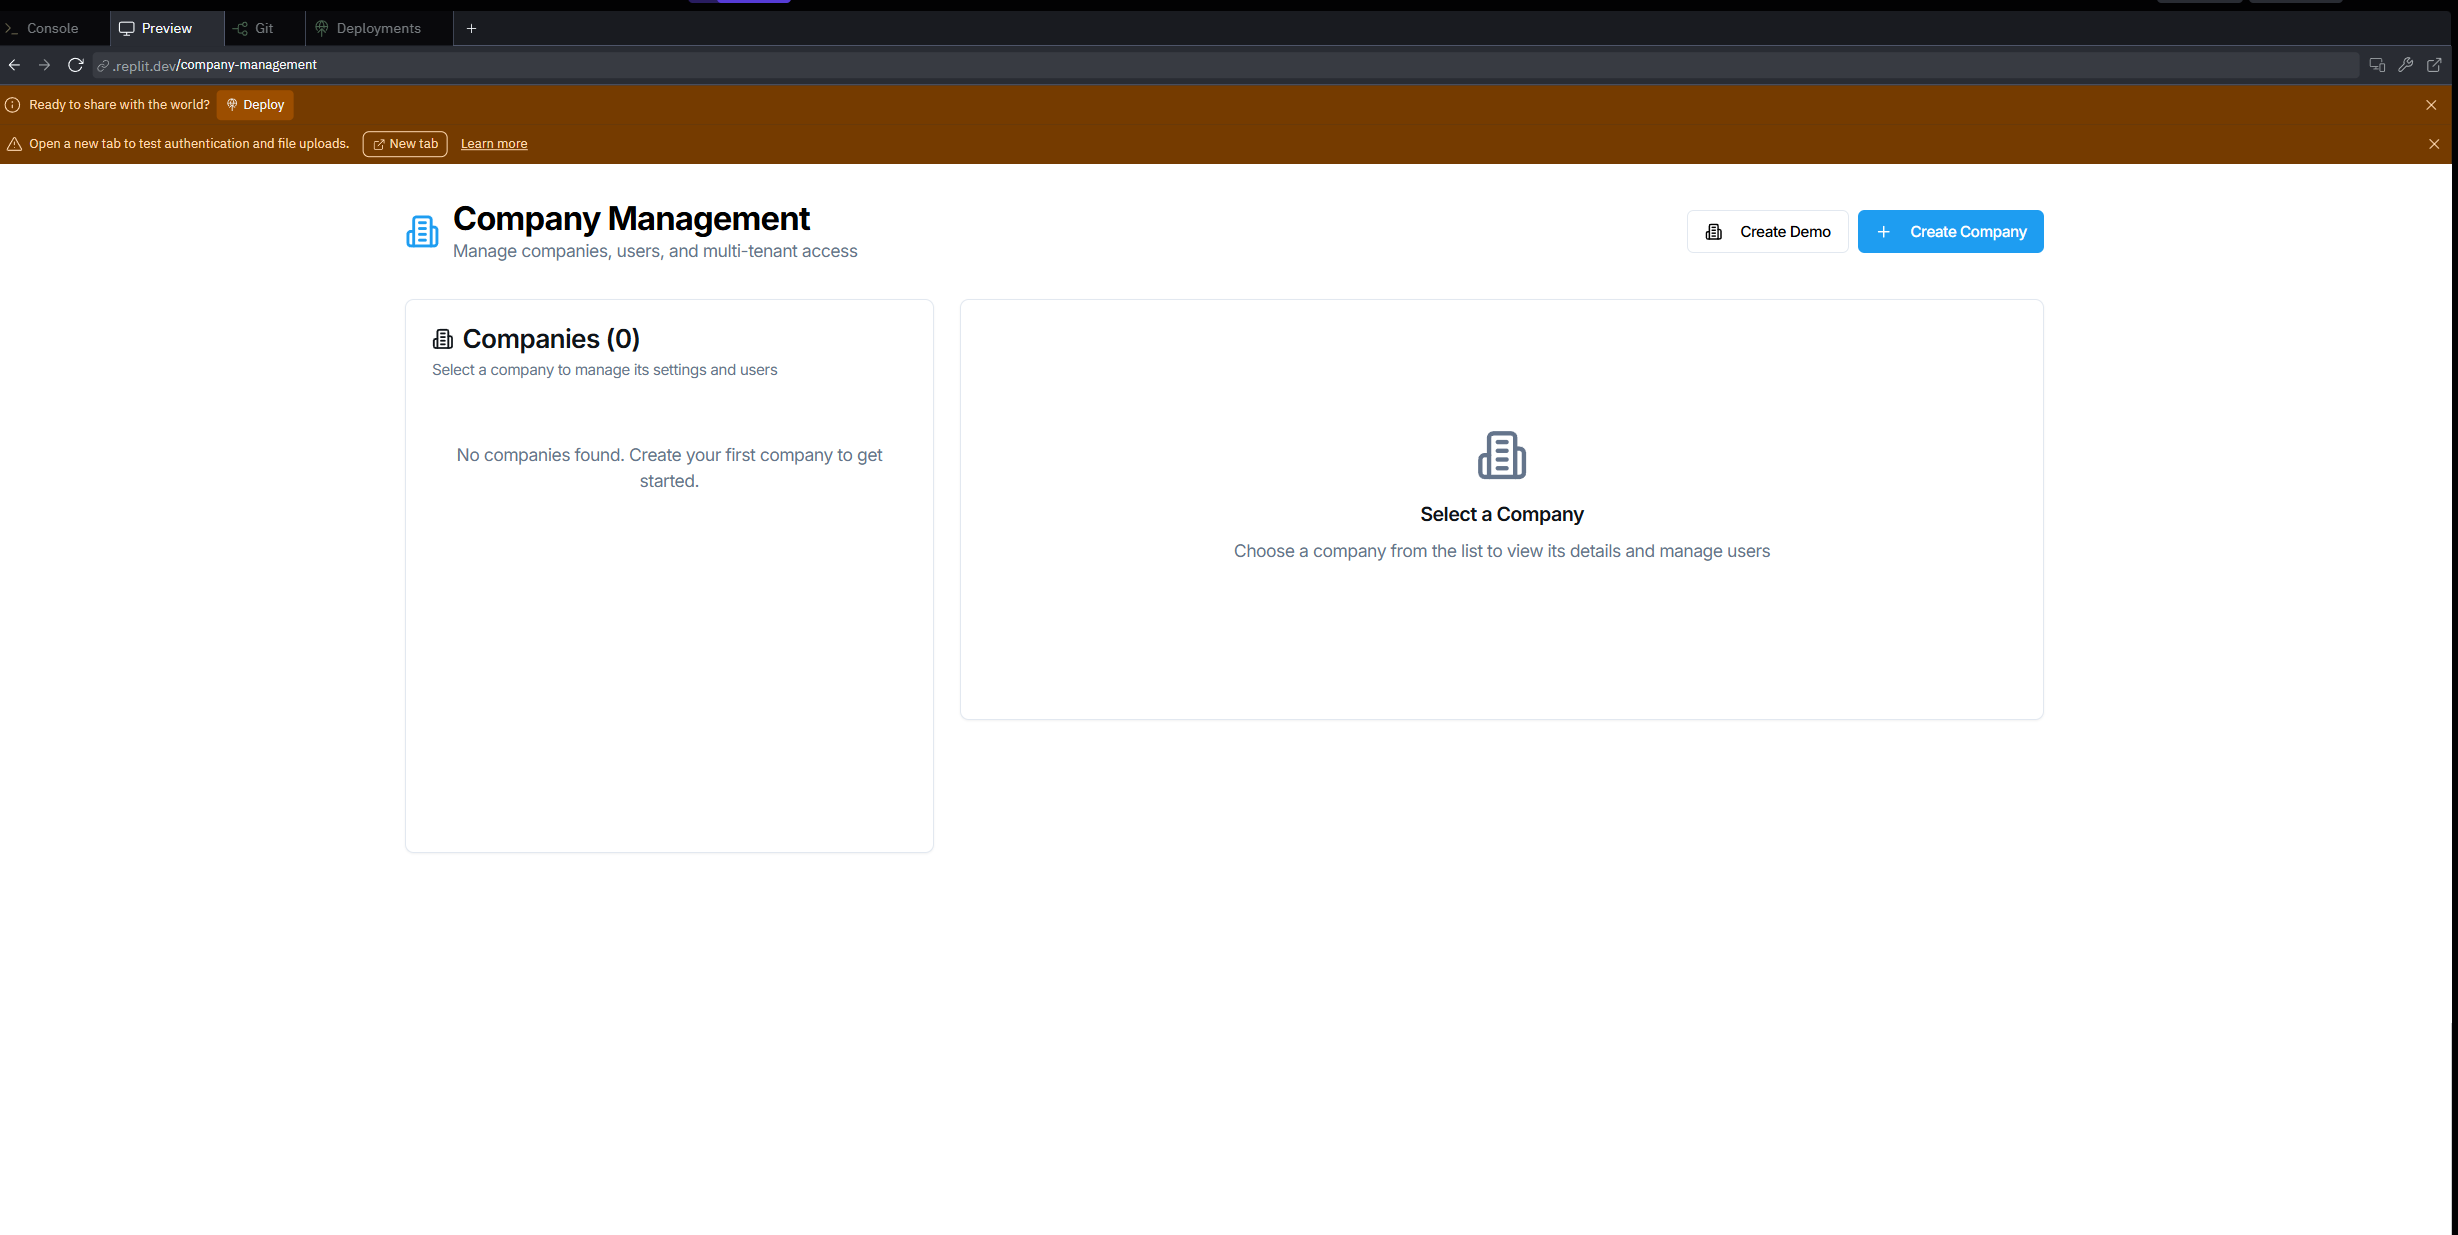 Console
Preview
Git
Deployments
.replit.dev/company-management
Ready to share with the world?
Deploy
Open a new tab to test authentication and file uploads.
New tab
Learn more
Company Management
Manage companies, users, and multi-tenant access
Create Demo
Create Company
Companies (0)
Select a company to manage its settings and users
No companies found. Create your first company to get
started.
Select a Company
Choose a company from the list to view its details and manage users